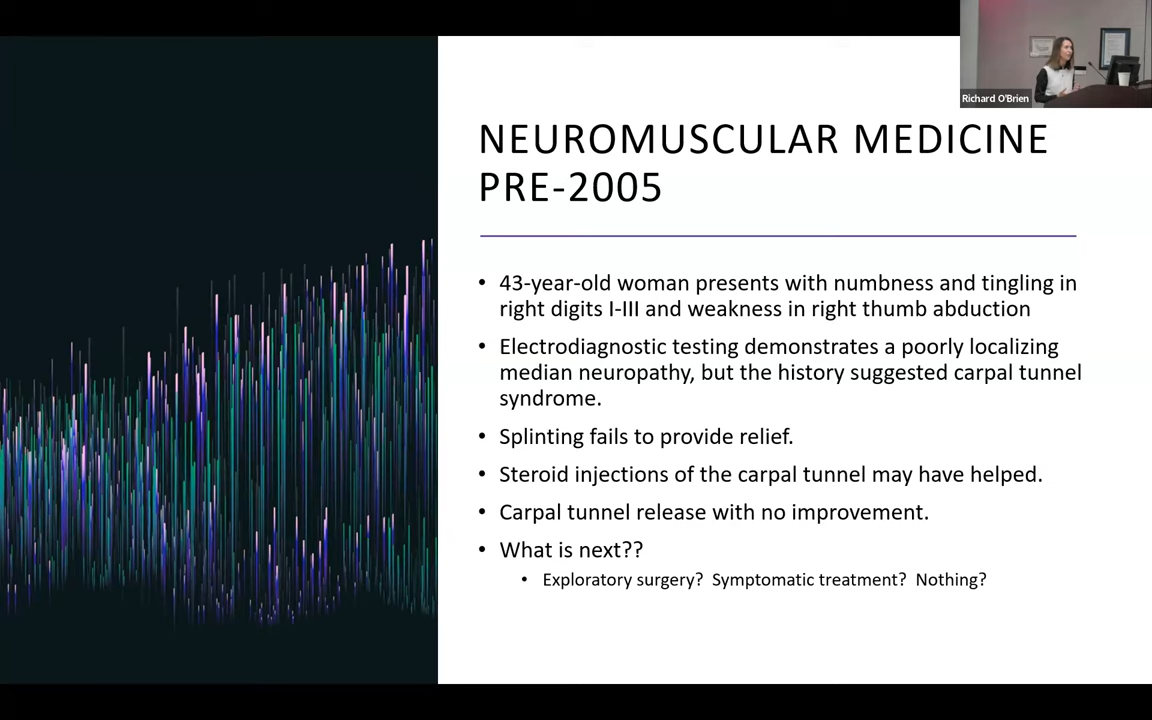 Richard O'Brien
NEUROMUSCULAR MEDICINE
PRE-2005
• 43-year-old woman presents with numbness and tingling in
right digits I-III and weakness in right thumb abduction
• Electrodiagnostic testing demonstrates a poorly localizing
median neuropathy, but the history suggested carpal tunnel
syndrome.
• Splinting fails to provide relief.
• Steroid injections of the carpal tunnel may have helped.
• Carpal tunnel release with no improvement.
• What is next??
• Exploratory surgery?  Symptomatic treatment?  Nothing?